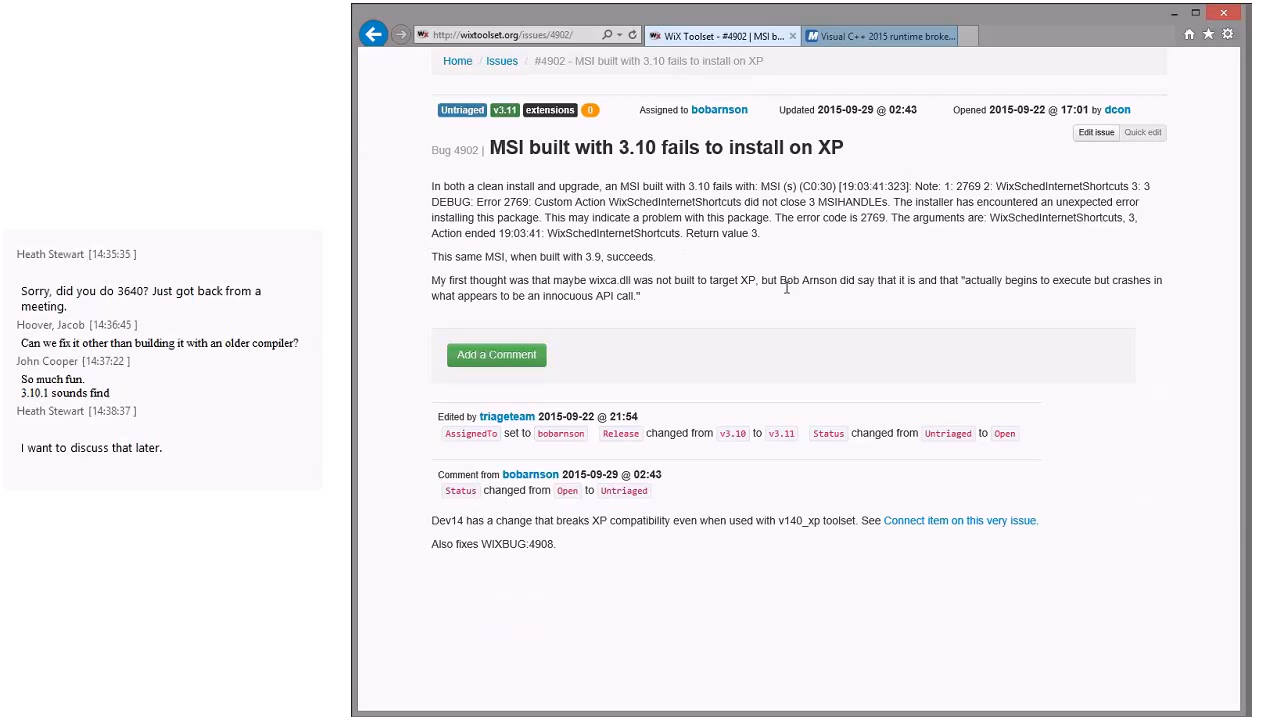 Heath Stewart [14:35:35 ]
Sorry, did you do 3640? Just got back from a
meeting.
Hoover, Jacob [14:36:45 ]
Can we fix it other than building it with an older compiler?
John Cooper [14:37:22 ]
So much fun.
3.10.1 sounds find
Heath Stewart [14:38:37 ]
I want to discuss that later.
http://wixtoolset.org/issues/4902/
WiX Toolset - #4902 | MSI b...
Visual C++ 2015 runtime broke...
Home / Issues / #4902 - MSI built with 3.10 fails to install on XP
Untriaged v3.11 extensions 0 Assigned to bobarnson Updated 2015-09-29 @ 02:43 Opened 2015-09-22 @ 17:01 by dcon
Edit issue Quick edit
Bug 4902 | MSI built with 3.10 fails to install on XP
In both a clean install and upgrade, an MSI built with 3.10 fails with: MSI (s) (C0:30) [19:03:41:323]: Note: 1: 2769 2: WixSchedInternetShortcuts 3: 3
DEBUG: Error 2769: Custom Action WixSchedInternetShortcuts did not close 3 MSIHANDLEs. The installer has encountered an unexpected error
installing this package. This may indicate a problem with this package. The error code is 2769. The arguments are: WixSchedInternetShortcuts, 3,
Action ended 19:03:41: WixSchedInternetShortcuts. Return value 3.
This same MSI, when built with 3.9, succeeds.
My first thought was that maybe wixca.dll was not built to target XP, but Bob Arnson did say that it is and that "actually begins to execute but crashes in
what appears to be an innocuous API call."
Add a Comment
Edited by triageteam 2015-09-22 @ 21:54
AssignedTo set to bobarnson Release changed from v3.10 to v3.11 Status changed from Untriaged to Open
Comment from bobarnson 2015-09-29 @ 02:43
Status changed from Open to Untriaged
Dev14 has a change that breaks XP compatibility even when used with v140_xp toolset. See Connect item on this very issue.
Also fixes WIXBUG:4908.